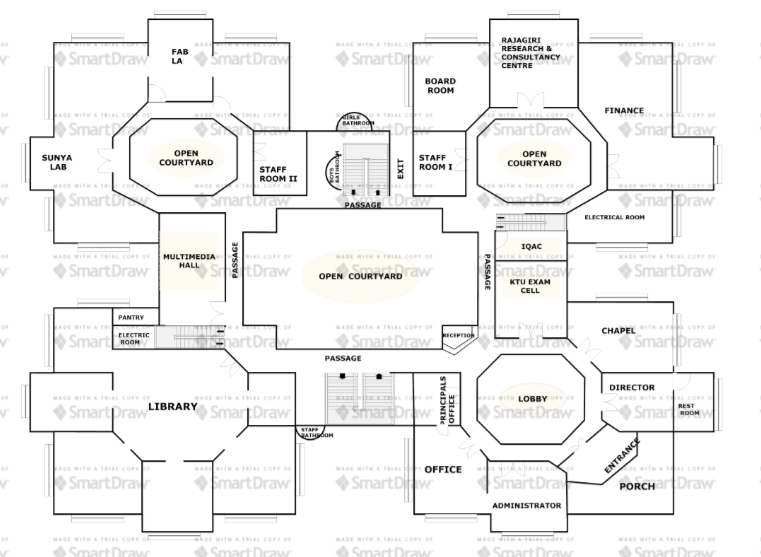 FAB
LA
RAJAGIRI
RESEARCH &
CONSULTANCY
CENTRE
BOARD
ROOM
FINANCE
GIRLS
BATHROOM
SUNYA
LAB
OPEN
COURTYARD
STAFF
ROOM II
BOYS
BATHROOM
EXIT
STAFF
ROOM I
OPEN
COURTYARD
PASSAGE
ELECTRICAL ROOM
MULTIMEDIA
HALL
PASSAGE
OPEN COURTYARD
PASSAGE
IQAC
KTU EXAM
CELL
PANTRY
ELECTRIC
ROOM
RECEPTION
CHAPEL
PASSAGE
LIBRARY
PRINCIPALS
OFFICE
LOBBY
DIRECTOR
REST
ROOM
STAFF
BATHROOM
OFFICE
ENTRANCE
PORCH
ADMINISTRATOR
MADE WITH A TRIAL COPY OF
SmartDraw